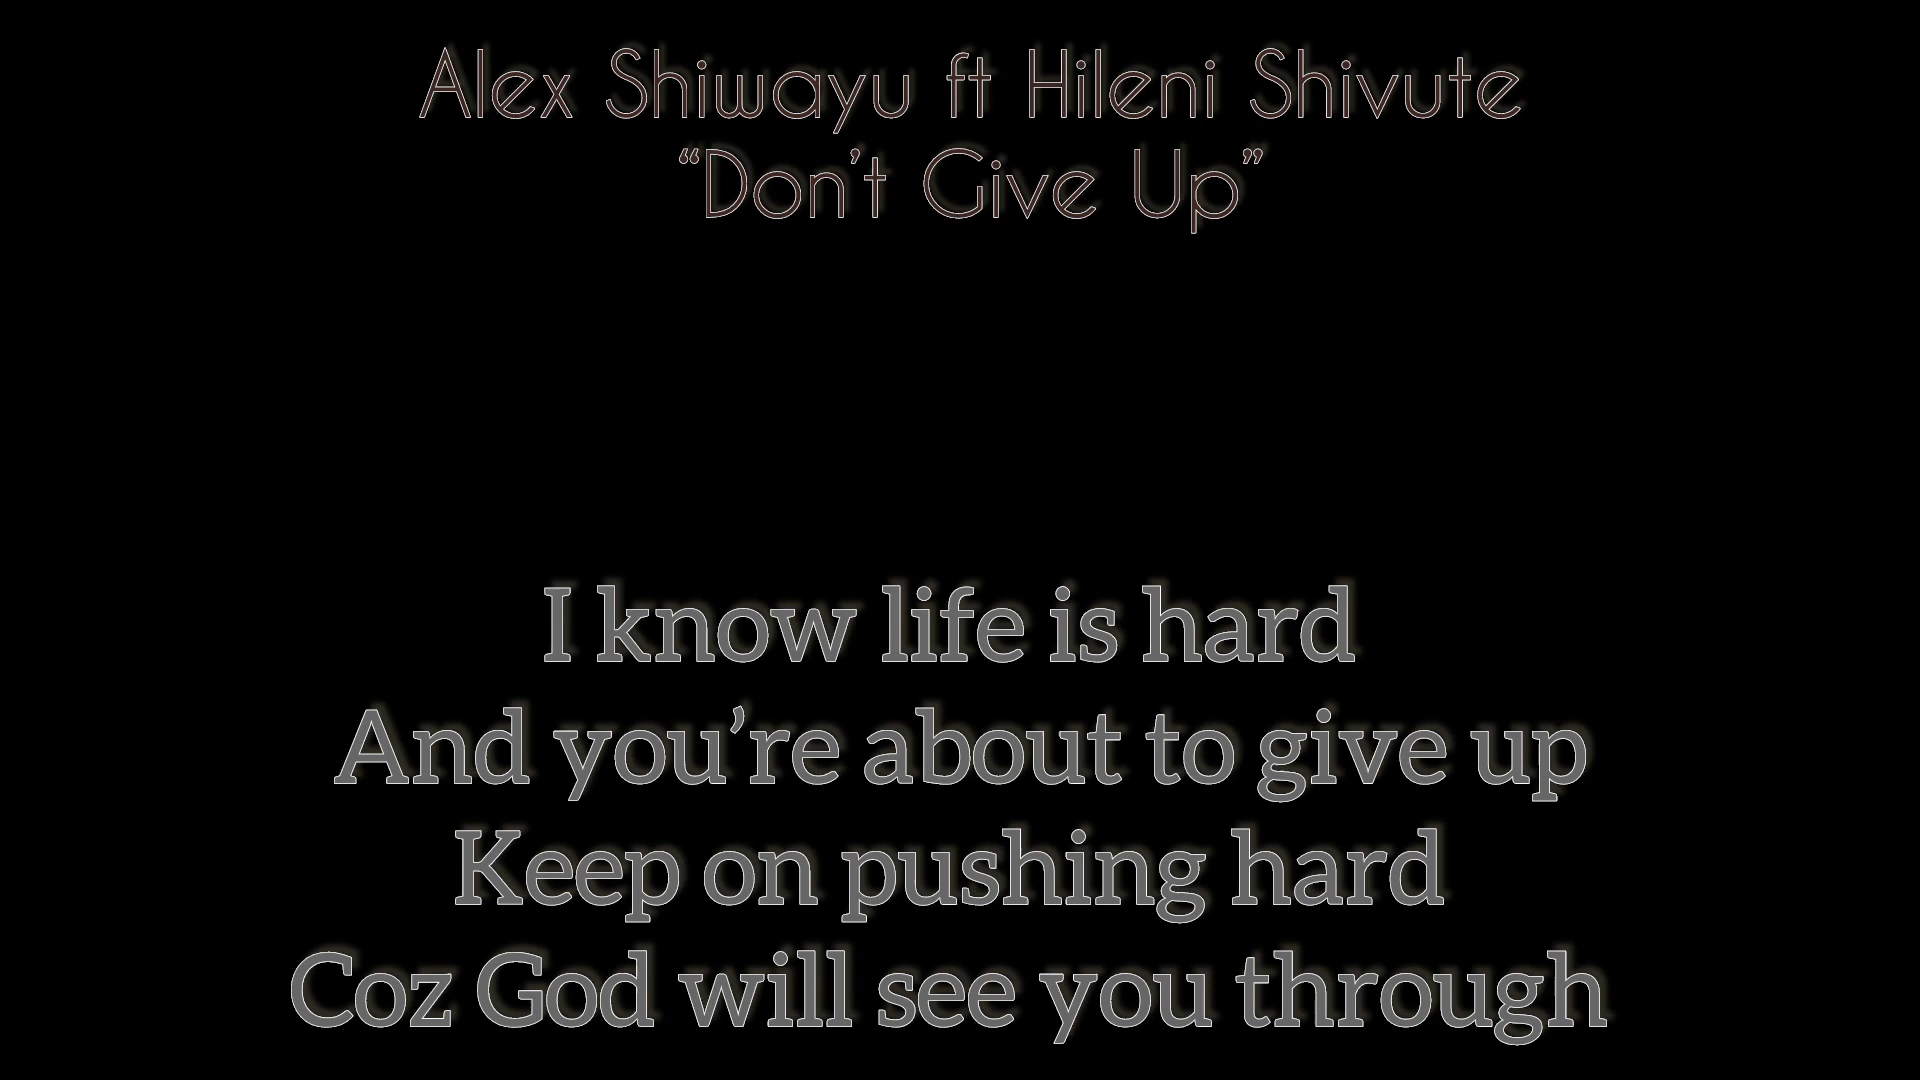 Alex Shiwayu ft Hileni Shivute
“Don’t Give Up”
I know life is hard
And you’re about to give up
Keep on pushing hard
Coz God will see you through